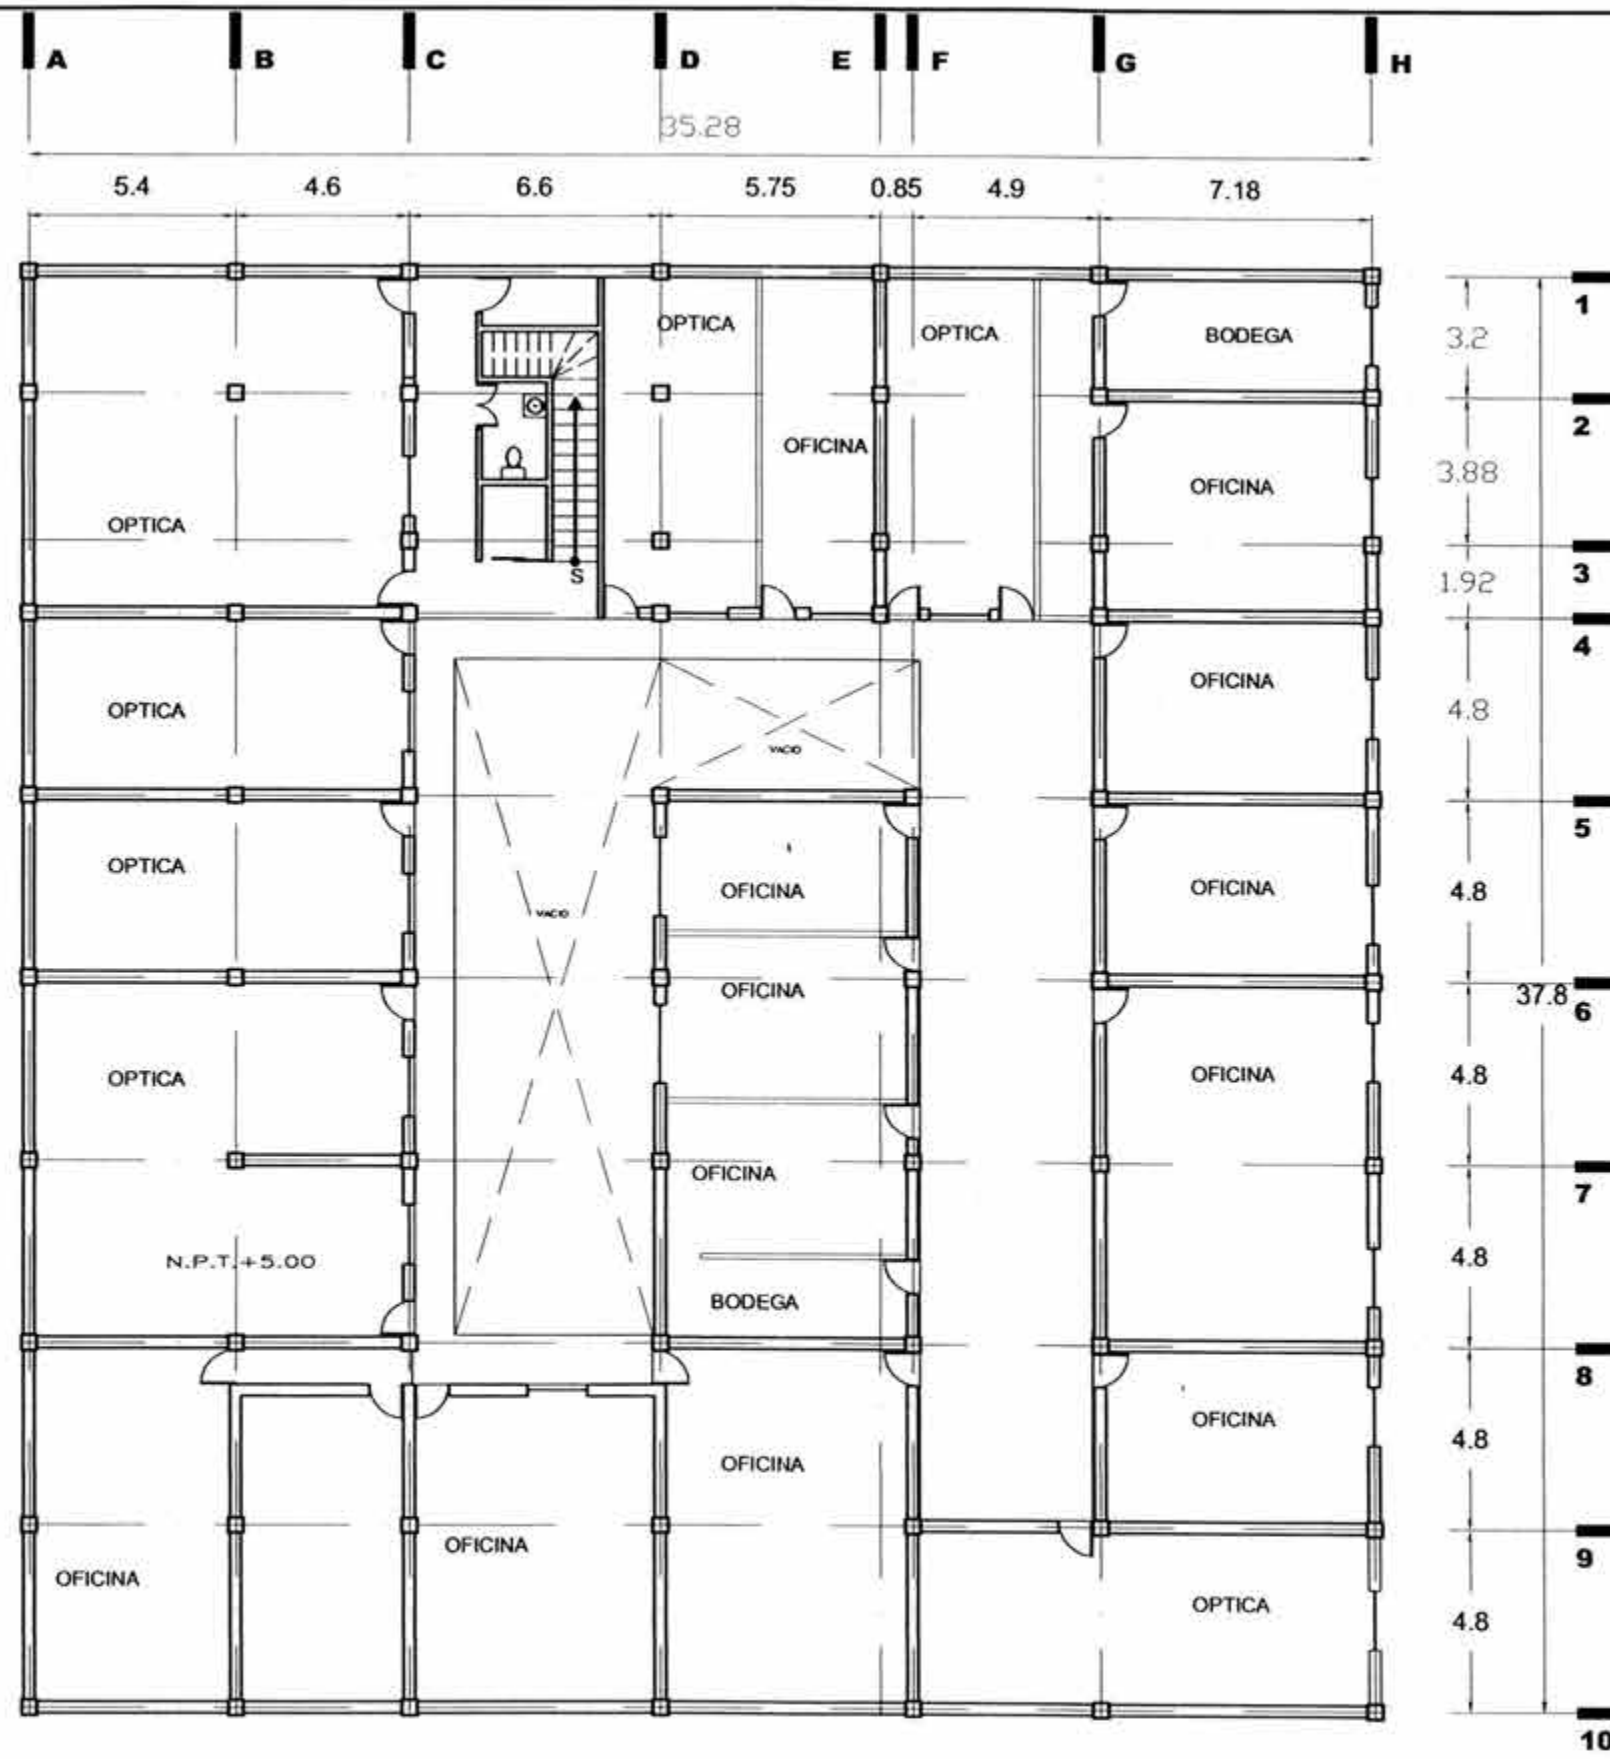 A B C D E F G H
35.28
5.4 4.6 6.6 5.75 0.85 4.9 7.18
1
OPTICA OPTICA BODEGA 3.2
2
OFICINA
3.88
OFICINA
OPTICA
3
1.92
S
4
OFICINA
OPTICA 4.8
VACIO
5
OPTICA
OFICINA OFICINA 4.8
VACIO
OFICINA 37.8 6
OPTICA OFICINA 4.8
OFICINA
7
N.P.T.+5.00 4.8
BODEGA
8
OFICINA 4.8
OFICINA
OFICINA
9
OFICINA
OPTICA 4.8
10